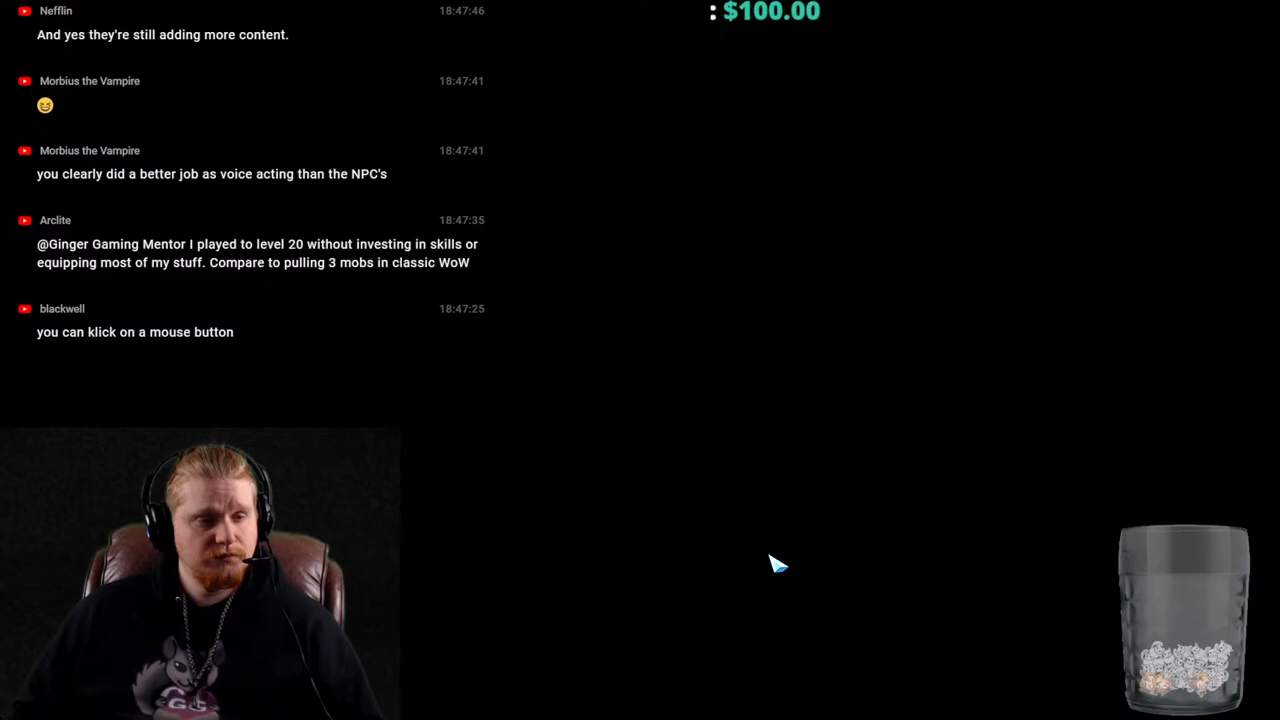 Nefflin 18:47:46
And yes they're still adding more content.
Morbius the Vampire 18:47:41
Morbius the Vampire 18:47:41
you clearly did a better job as voice acting than the NPC's
Arclite 18:47:35
@Ginger Gaming Mentor I played to level 20 without investing in skills or
equipping most of my stuff. Compare to pulling 3 mobs in classic WoW
blackwell 18:47:25
you can klick on a mouse button
: $100.00
GG